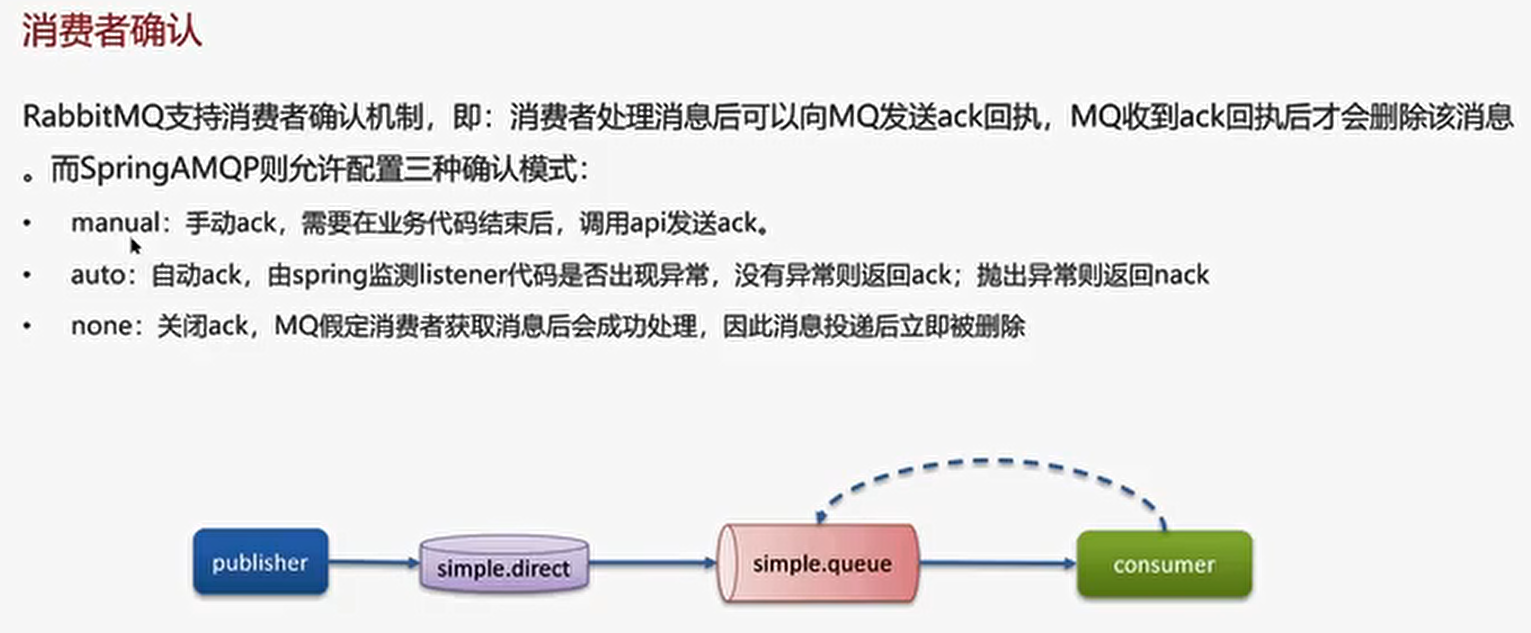 消费者确认
RabbitMQ支持消费者确认机制，即：消费者处理消息后可以向MQ发送ack回执，MQ收到ack回执后才会删除该消息
。而SpringAMQP则允许配置三种确认模式：
• manual：手动ack，需要在业务代码结束后，调用api发送ack。
• auto：自动ack，由spring监测listener代码是否出现异常，没有异常则返回ack；抛出异常则返回nack
• none：关闭ack，MQ假定消费者获取消息后会成功处理，因此消息投递后立即被删除
publisher
simple.direct
simple.queue
consumer